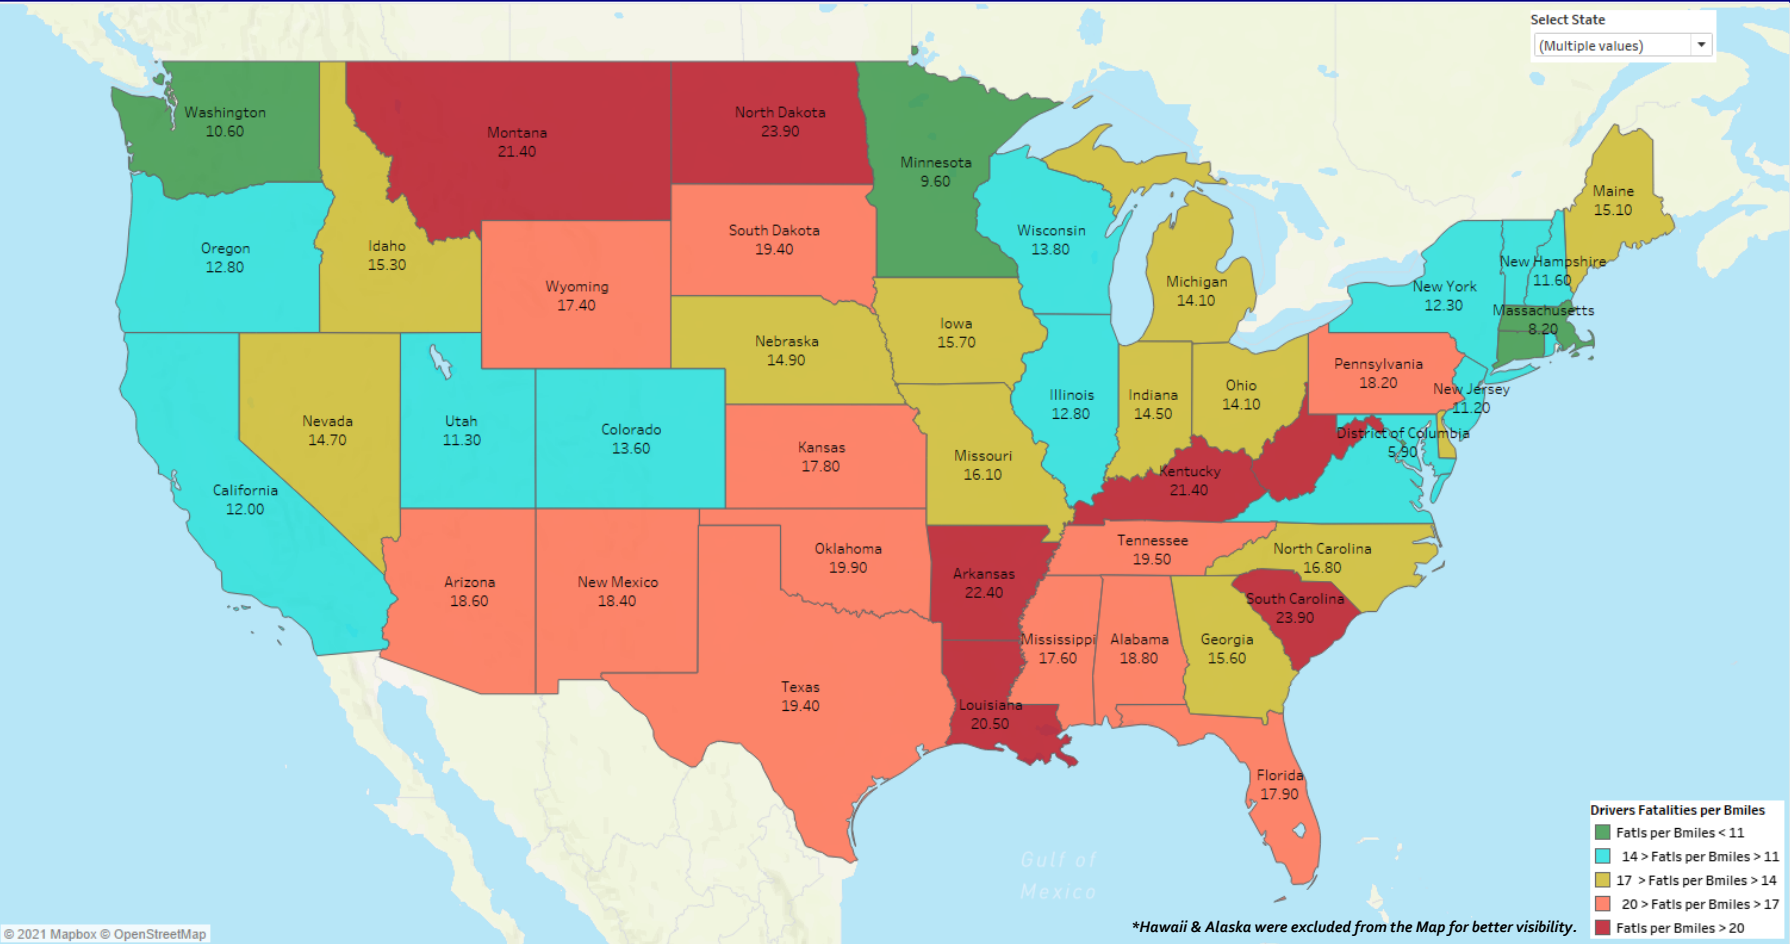 Select State
(Multiple values)
Washington
10.60
Montana
21.40
North Dakota
23.90
Minnesota
9.60
Maine
15.10
Oregon
12.80
Idaho
15.30
South Dakota
19.40
Wisconsin
13.80
Wyoming
17.40
Michigan
14.10
New York
12.30
New Hampshire
11.60
Massachusetts
8.20
Nebraska
14.90
Iowa
15.70
Pennsylvania
18.20
New Jersey
11.20
Nevada
14.70
Utah
11.30
Colorado
13.60
Illinois
12.80
Indiana
14.50
Ohio
14.10
District of Columbia
5.90
Kansas
17.80
Missouri
16.10
Kentucky
21.40
California
12.00
Arizona
18.60
New Mexico
18.40
Oklahoma
19.90
Arkansas
22.40
Tennessee
19.50
North Carolina
16.80
South Carolina
23.90
Mississippi
17.60
Alabama
18.80
Georgia
15.60
Texas
19.40
Louisiana
20.50
Florida
17.90
Gulf of
Mexico
Drivers Fatalities per Bmiles
Fatls per Bmiles < 11
14 > Fatls per Bmiles > 11
17 > Fatls per Bmiles > 14
20 > Fatls per Bmiles > 17
Fatls per Bmiles > 20
*Hawaii & Alaska were excluded from the Map for better visibility.
© 2021 Mapbox © OpenStreetMap